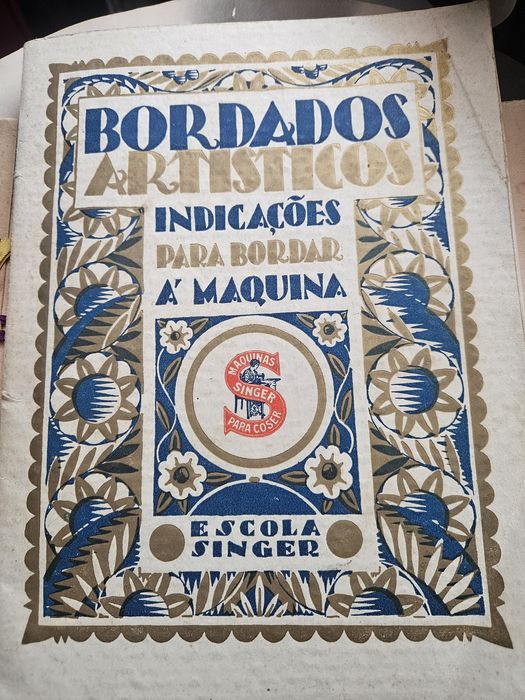 BORDADOS
ARTISTICOS
INDICAÇÕES
PARA BORDAR
A' MAQUINA
MAQUINAS
SINGER
PARA COSER
ESCOLA
SINGER